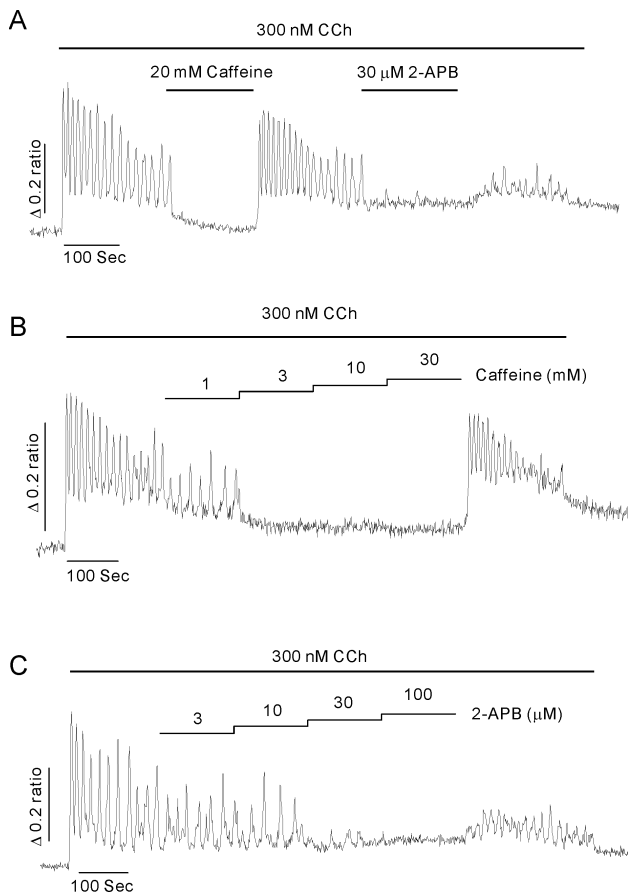 A
300 nM CCh
20 mM Caffeine
30 µM 2-APB
Δ 0.2 ratio
100 Sec
B
300 nM CCh
1
3
10
30
Caffeine (mM)
Δ 0.2 ratio
100 Sec
C
300 nM CCh
3
10
30
100
2-APB (µM)
Δ 0.2 ratio
100 Sec